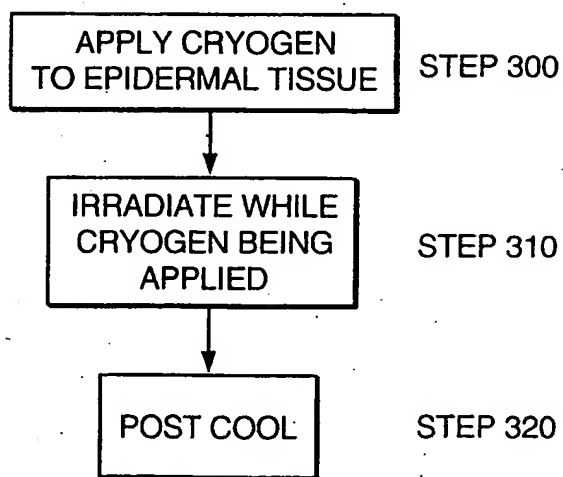 APPLY CRYOGEN
TO EPIDERMAL TISSUE
STEP 300
IRRADIATE WHILE
CRYOGEN BEING
APPLIED
STEP 310
POST COOL
STEP 320